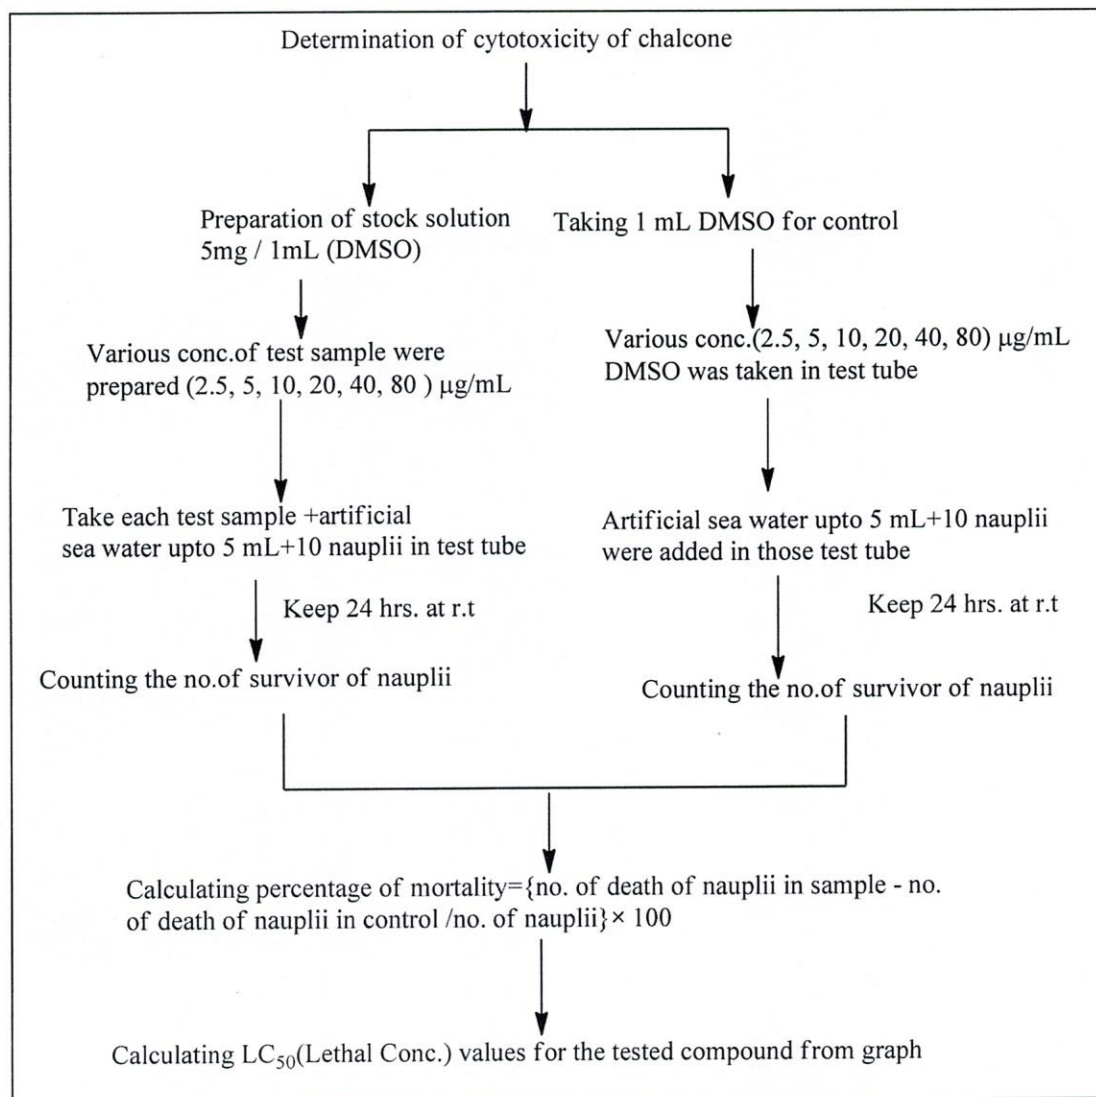 Determination of cytotoxicity of chalcone
Preparation of stock solution
5mg / 1mL (DMSO)
Taking 1 mL DMSO for control
Various conc.of test sample were
prepared (2.5, 5, 10, 20, 40, 80 ) μg/mL
Various conc.(2.5, 5, 10, 20, 40, 80) μg/mL
DMSO was taken in test tube
Take each test sample +artificial
sea water upto 5 mL+10 nauplii in test tube
Artificial sea water upto 5 mL+10 nauplii
were added in those test tube
Keep 24 hrs. at r.t
Keep 24 hrs. at r.t
Counting the no.of survivor of nauplii
Counting the no.of survivor of nauplii
Calculating percentage of mortality={no. of death of nauplii in sample - no.
of death of nauplii in control /no. of nauplii}× 100
Calculating LC50(Lethal Conc.) values for the tested compound from graph